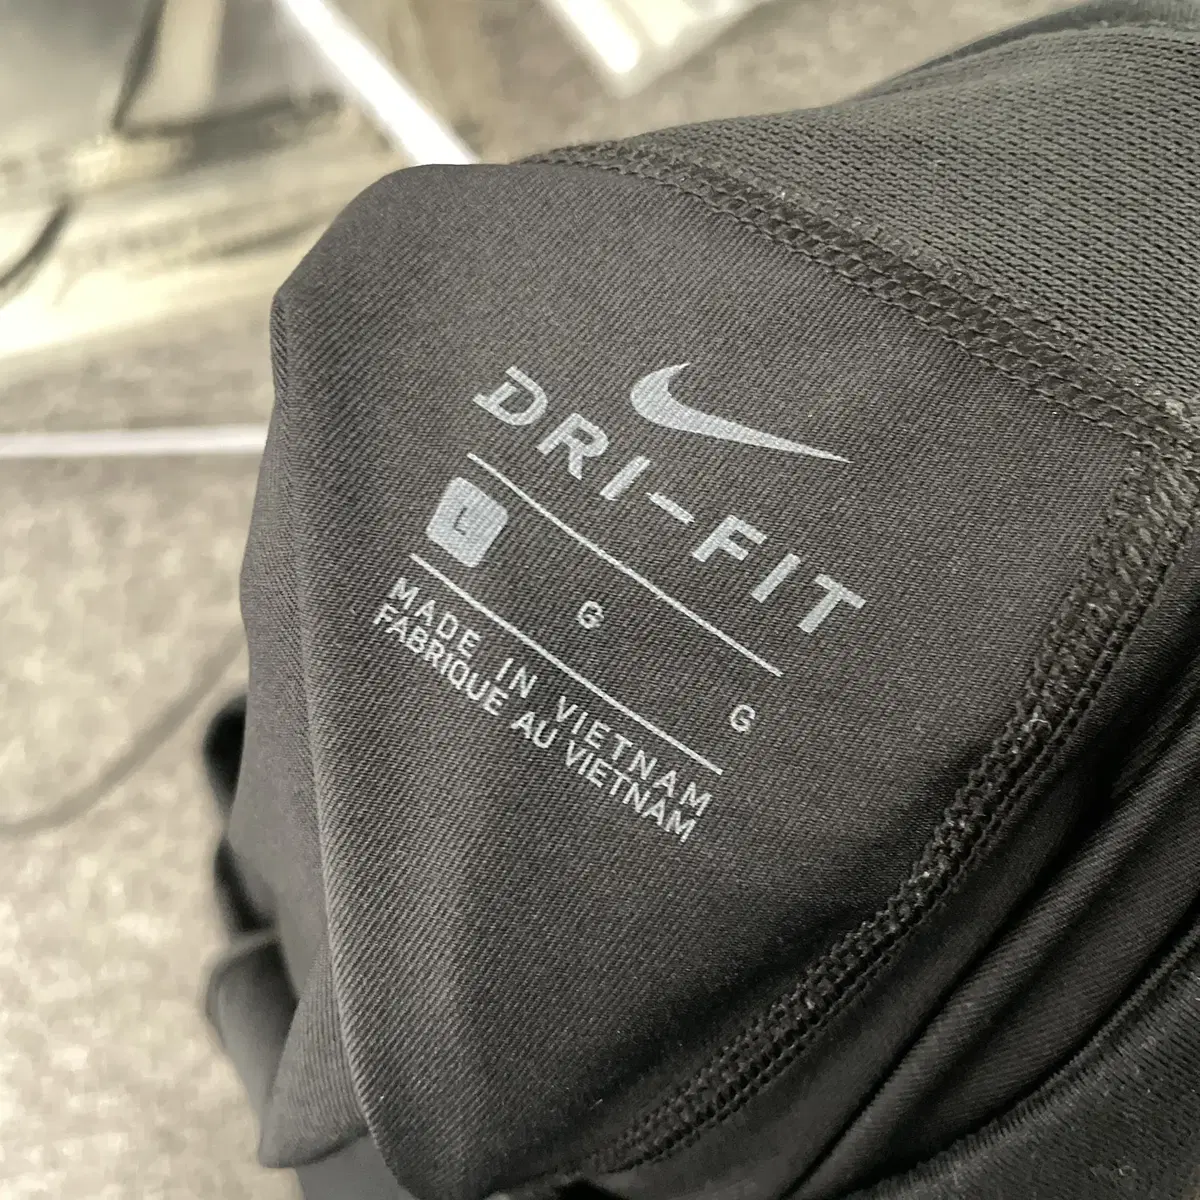 DRI-FIT
L G G
MADE IN VIETNAM
FABRIQUE AU VIETNAM